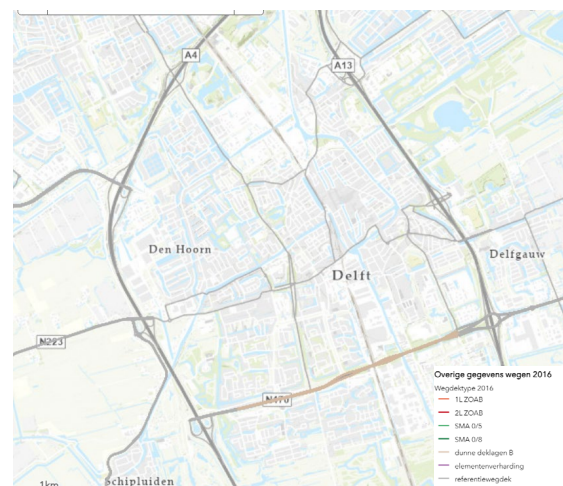 A4
A13
Den Hoorn
Delfgauw
Delft
N223
N470
1km
Schipluiden
Overige gegevens wegen 2016
Wegdektype 2016
1L ZOAB
2L ZOAB
SMA 0/5
SMA 0/8
dunne deklagen B
elementenverharding
referentiewegdek